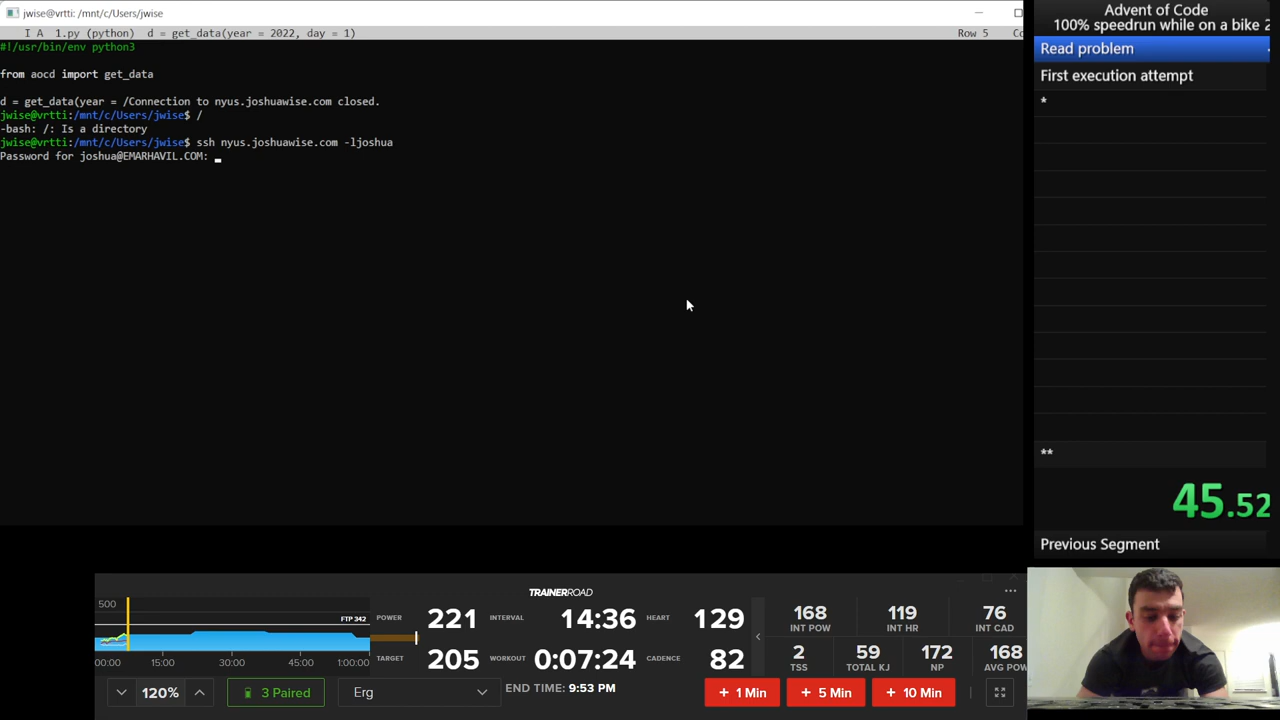 jwise@vrtti: /mnt/c/Users/jwise
I A 1.py (python) d = get_data(year = 2022, day = 1) Row 5
#!/usr/bin/env python3
from aocd import get_data
d = get_data(year = /Connection to nyus.joshuawise.com closed.
jwise@vrtti:/mnt/c/Users/jwise$ /
-bash: /: Is a directory
jwise@vrtti:/mnt/c/Users/jwise$ ssh nyus.joshuawise.com -ljoshua
Password for joshua@EMARHAVIL.COM:
Advent of Code
100% speedrun while on a bike 2
Read problem
First execution attempt
*
**
45.52
Previous Segment
TRAINERROAD
500
FTP 342
00:00 15:00 30:00 45:00 1:00:00
POWER 221 INTERVAL 14:36 HEART 129
TARGET 205 WORKOUT 0:07:24 CADENCE 82
168 119 76
INT POW INT HR INT CAD
2 59 172 168
TSS TOTAL KJ NP AVG POW
120% 3 Paired Erg END TIME: 9:53 PM
+ 1 Min + 5 Min + 10 Min